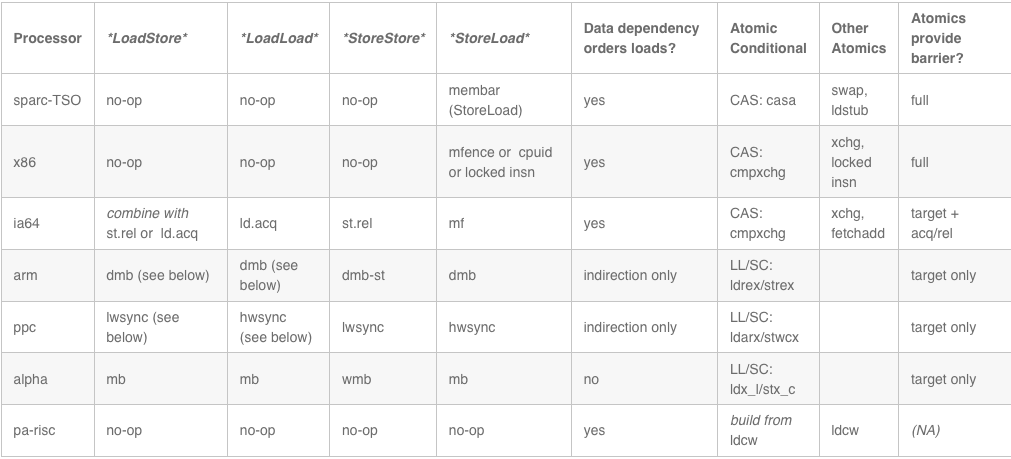 Processor *LoadStore* *LoadLoad* *StoreStore* *StoreLoad* Data dependency orders loads? Atomic Conditional Other Atomics Atomics provide barrier?
sparc-TSO no-op no-op no-op membar (StoreLoad) yes CAS: casa swap, ldstub full
x86 no-op no-op no-op mfence or cpuid or locked insn yes CAS: cmpxchg xchg, locked insn full
ia64 combine with st.rel or ld.acq ld.acq st.rel mf yes CAS: cmpxchg xchg, fetchadd target + acq/rel
arm dmb (see below) dmb (see below) dmb-st dmb indirection only LL/SC: ldrex/strex target only
ppc lwsync (see below) hwsync (see below) lwsync hwsync indirection only LL/SC: ldarx/stwcx target only
alpha mb mb wmb mb no LL/SC: ldx_l/stx_c target only
pa-risc no-op no-op no-op no-op yes build from ldcw ldcw (NA)